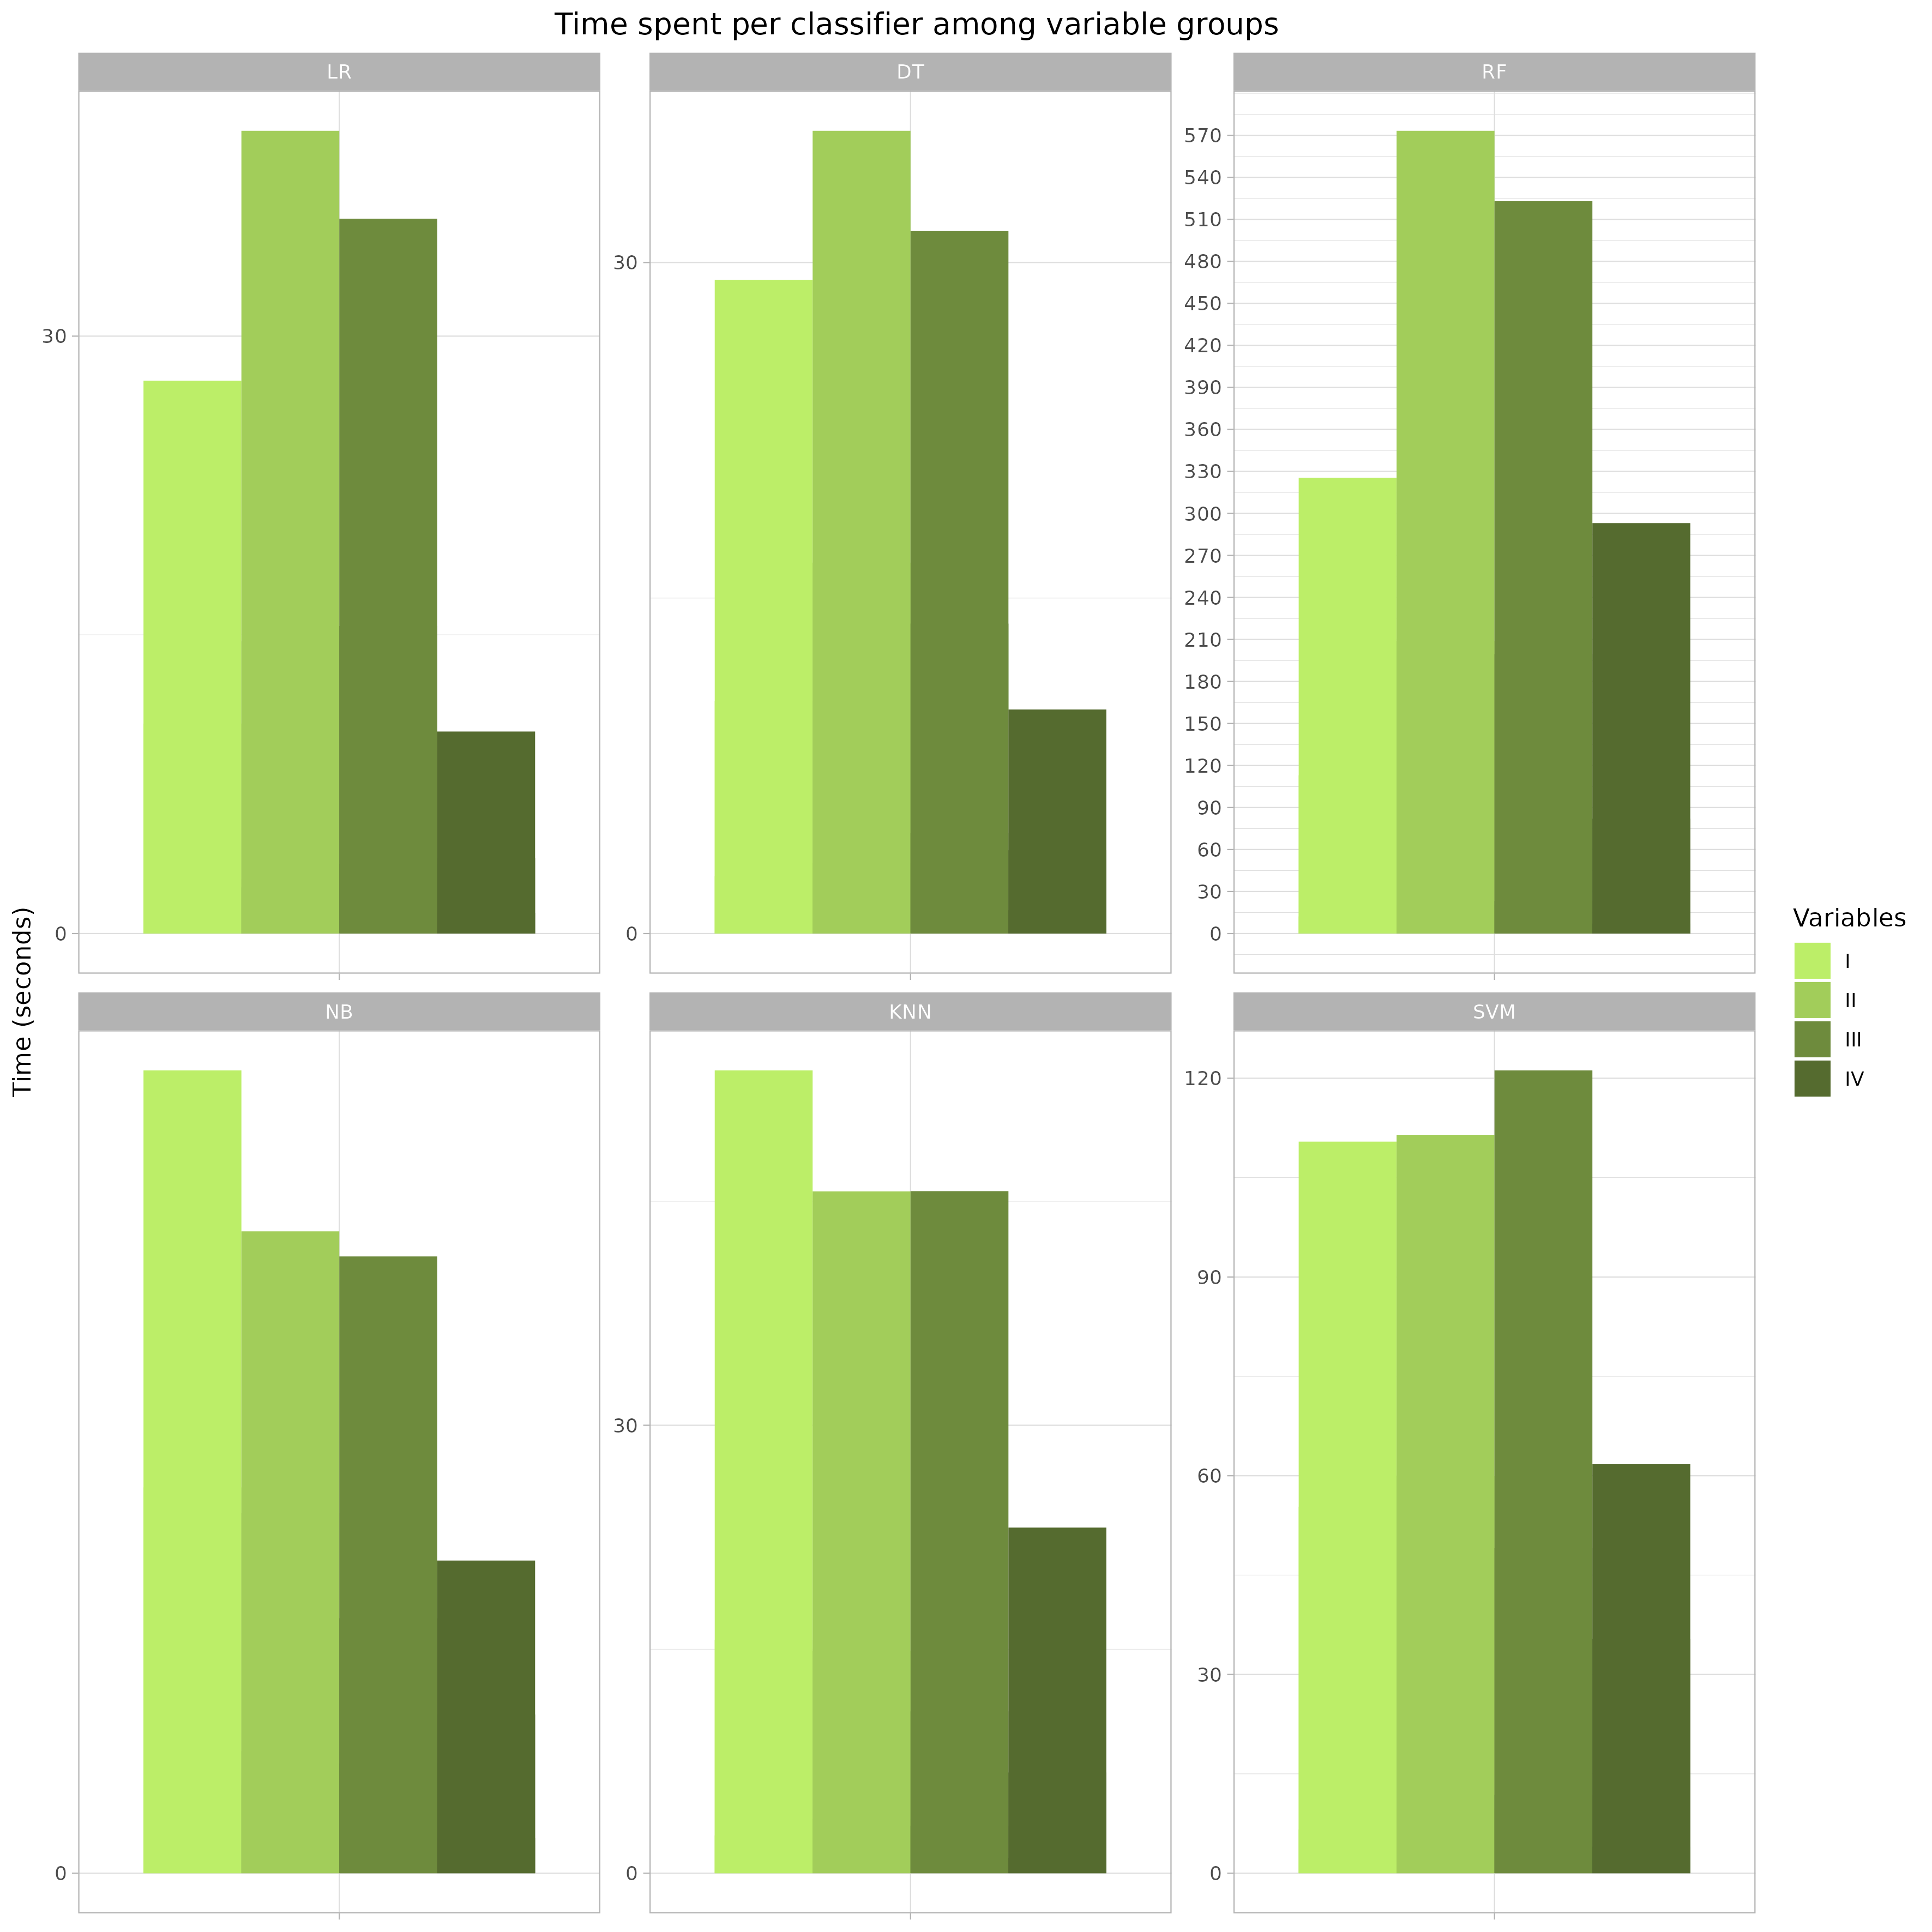 Time spent per classifier among variable groups
Time (seconds)
LR
30
0
DT
30
0
RF
570
540
510
480
450
420
390
360
330
300
270
240
210
180
150
120
90
60
30
0
NB
0
KNN
30
0
SVM
120
90
60
30
0
Variables
I
II
III
IV